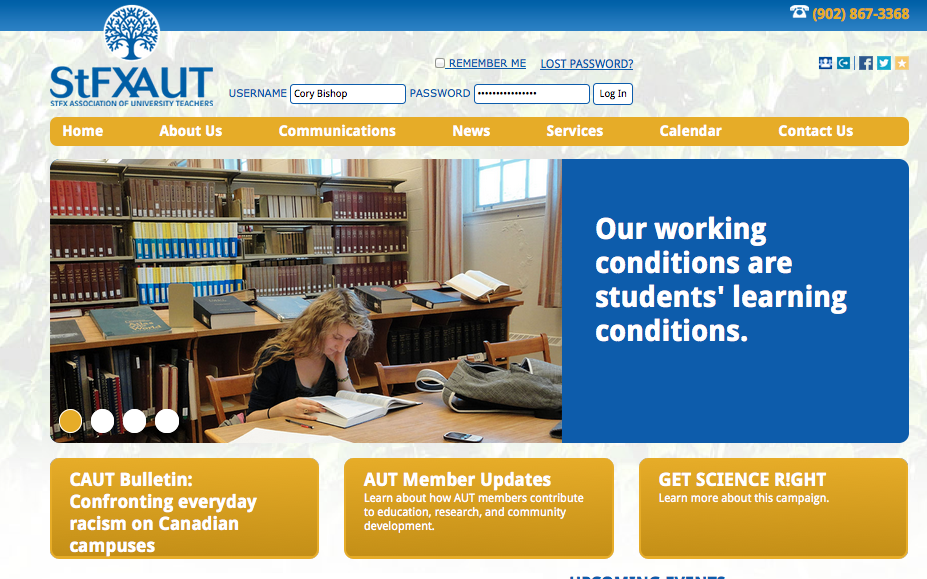 (902) 867-3368
StFXAUT
STFX ASSOCIATION OF UNIVERSITY TEACHERS
REMEMBER ME LOST PASSWORD?
USERNAME Cory Bishop PASSWORD •••••••••••••••• Log In
Home About Us Communications News Services Calendar Contact Us
Our working
conditions are
students' learning
conditions.
CAUT Bulletin:
Confronting everyday
racism on Canadian
campuses
AUT Member Updates
Learn about how AUT members contribute
to education, research, and community
development.
GET SCIENCE R!GHT
Learn more about this campaign.
UPCOMING EVENTS